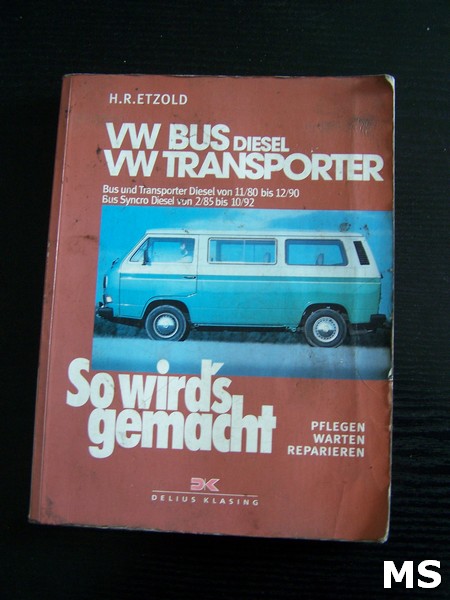 H.R.ETZOLD
VW BUS DIESEL
VW TRANSPORTER
Bus und Transporter Diesel von 11/80 bis 12/90
Bus Syncro Diesel von 2/85 bis 10/92
So wird's
gemacht
PFLEGEN
WARTEN
REPARIEREN
DK
DELIUS KLASING
MS